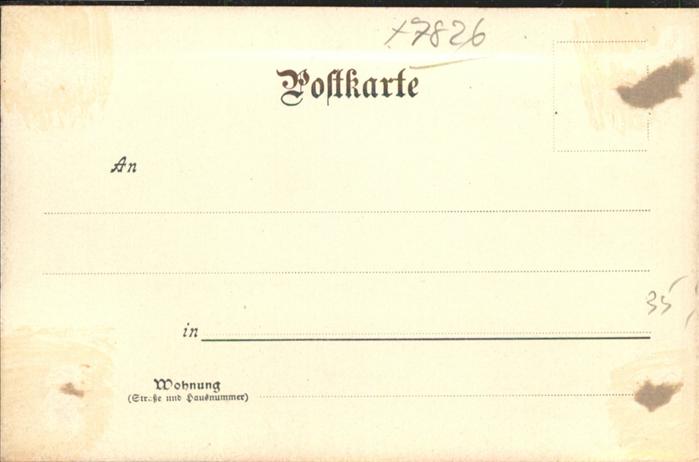 +7826
Postkarte
An
35
in
Wohnung
(Straße und Hausnummer)